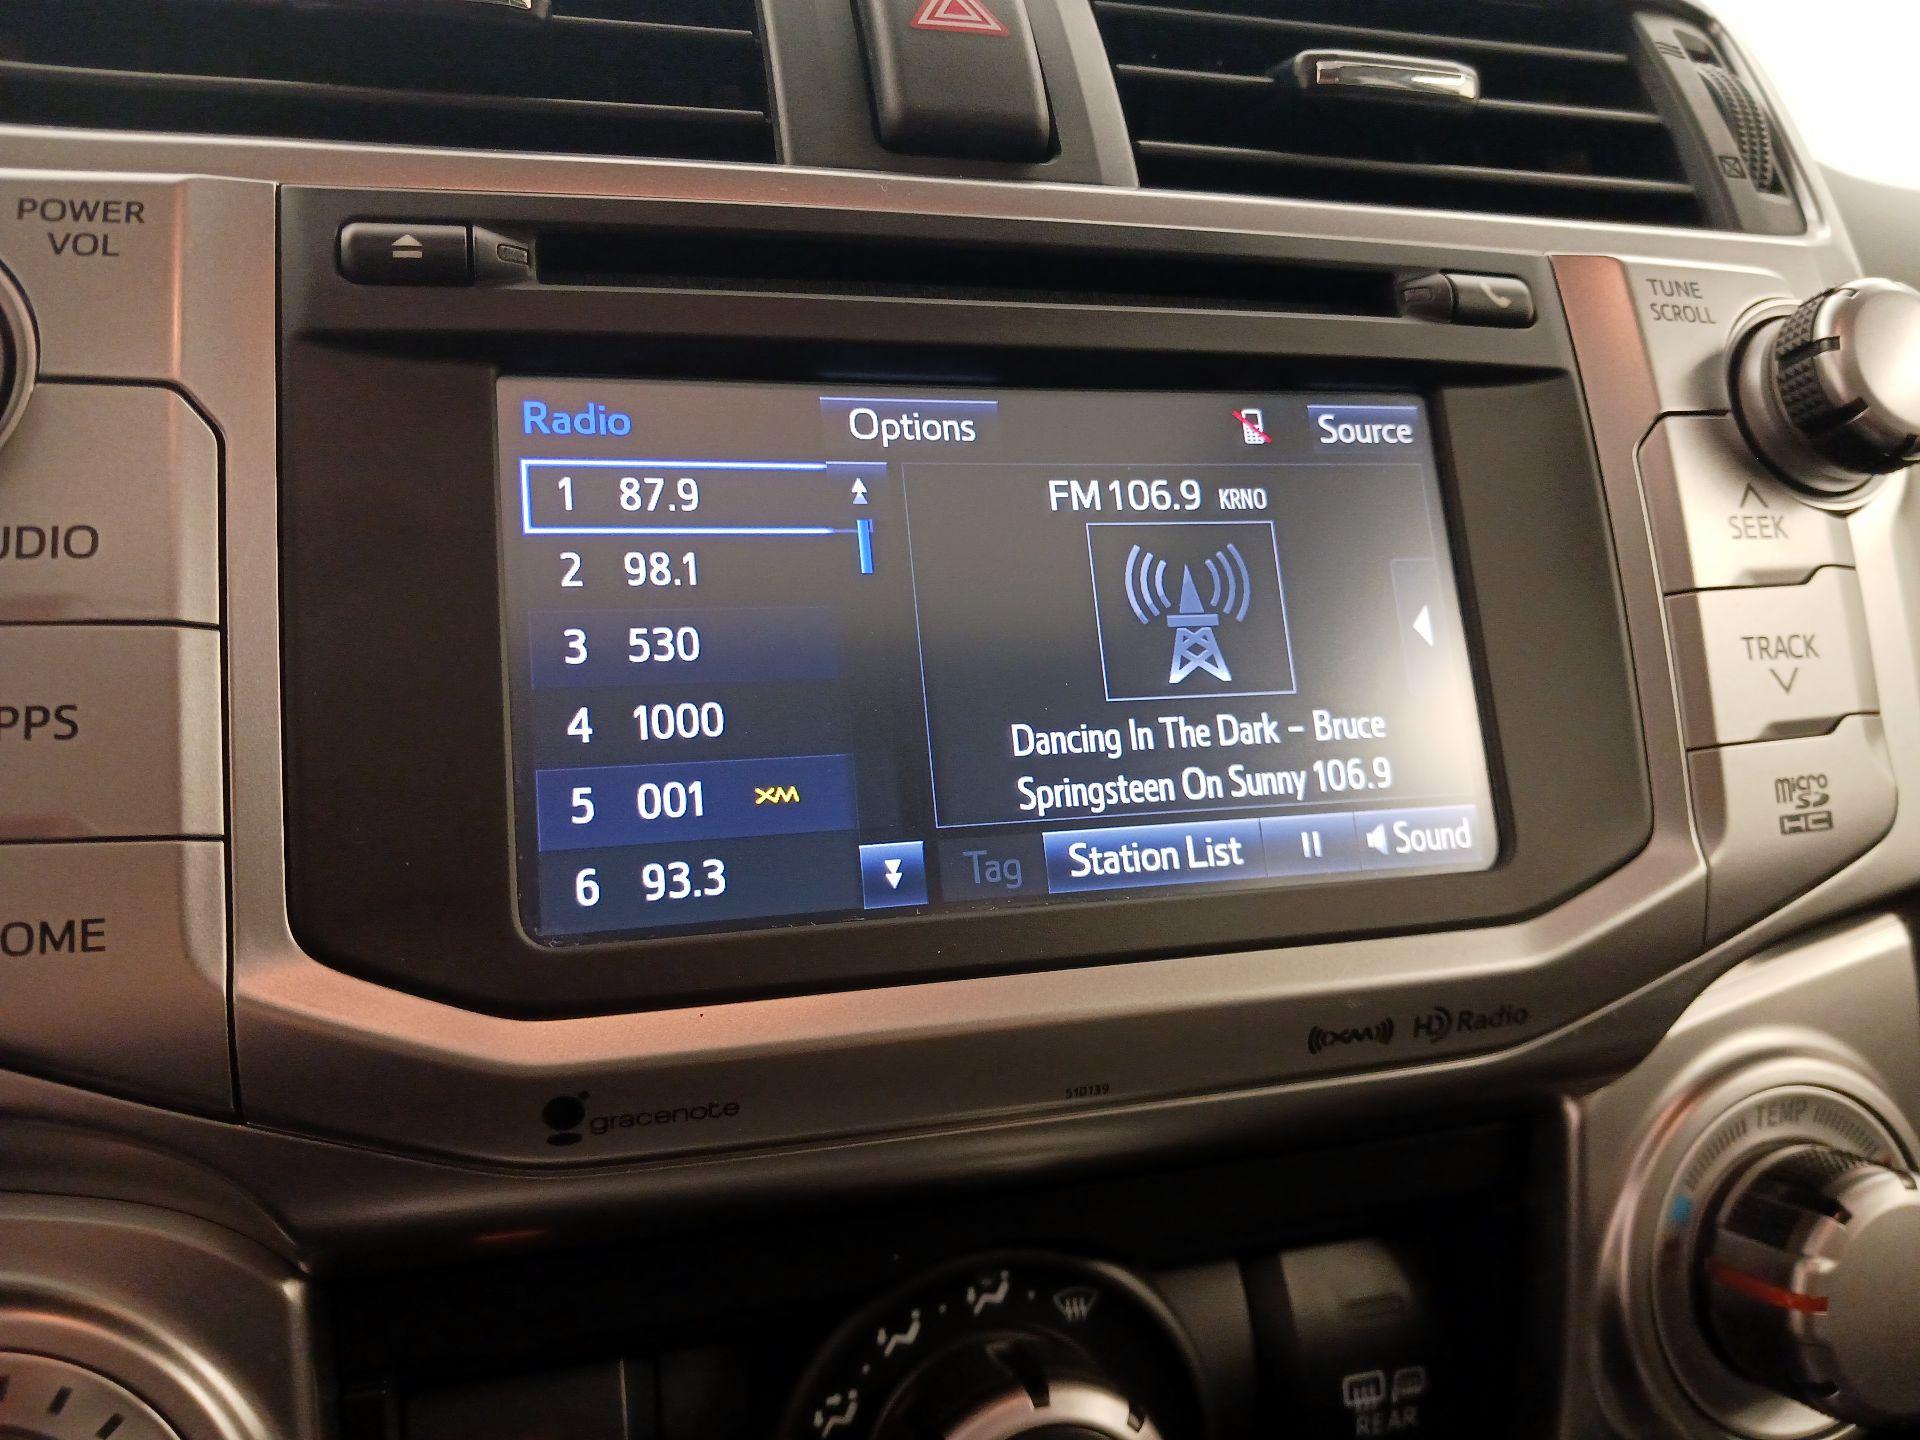 POWER
VOL
UDIO
PPS
OME
Radio
Options
Source
1 87.9
2 98.1
3 530
4 1000
5 001 XM
6 93.3
FM 106.9 KRNO
Dancing In The Dark – Bruce
Springsteen On Sunny 106.9
Tag
Station List
Sound
TUNE
SCROLL
SEEK
TRACK
micro
SD
HC
((XM)) HD Radio
gracenote
510139
TEMP
REAR